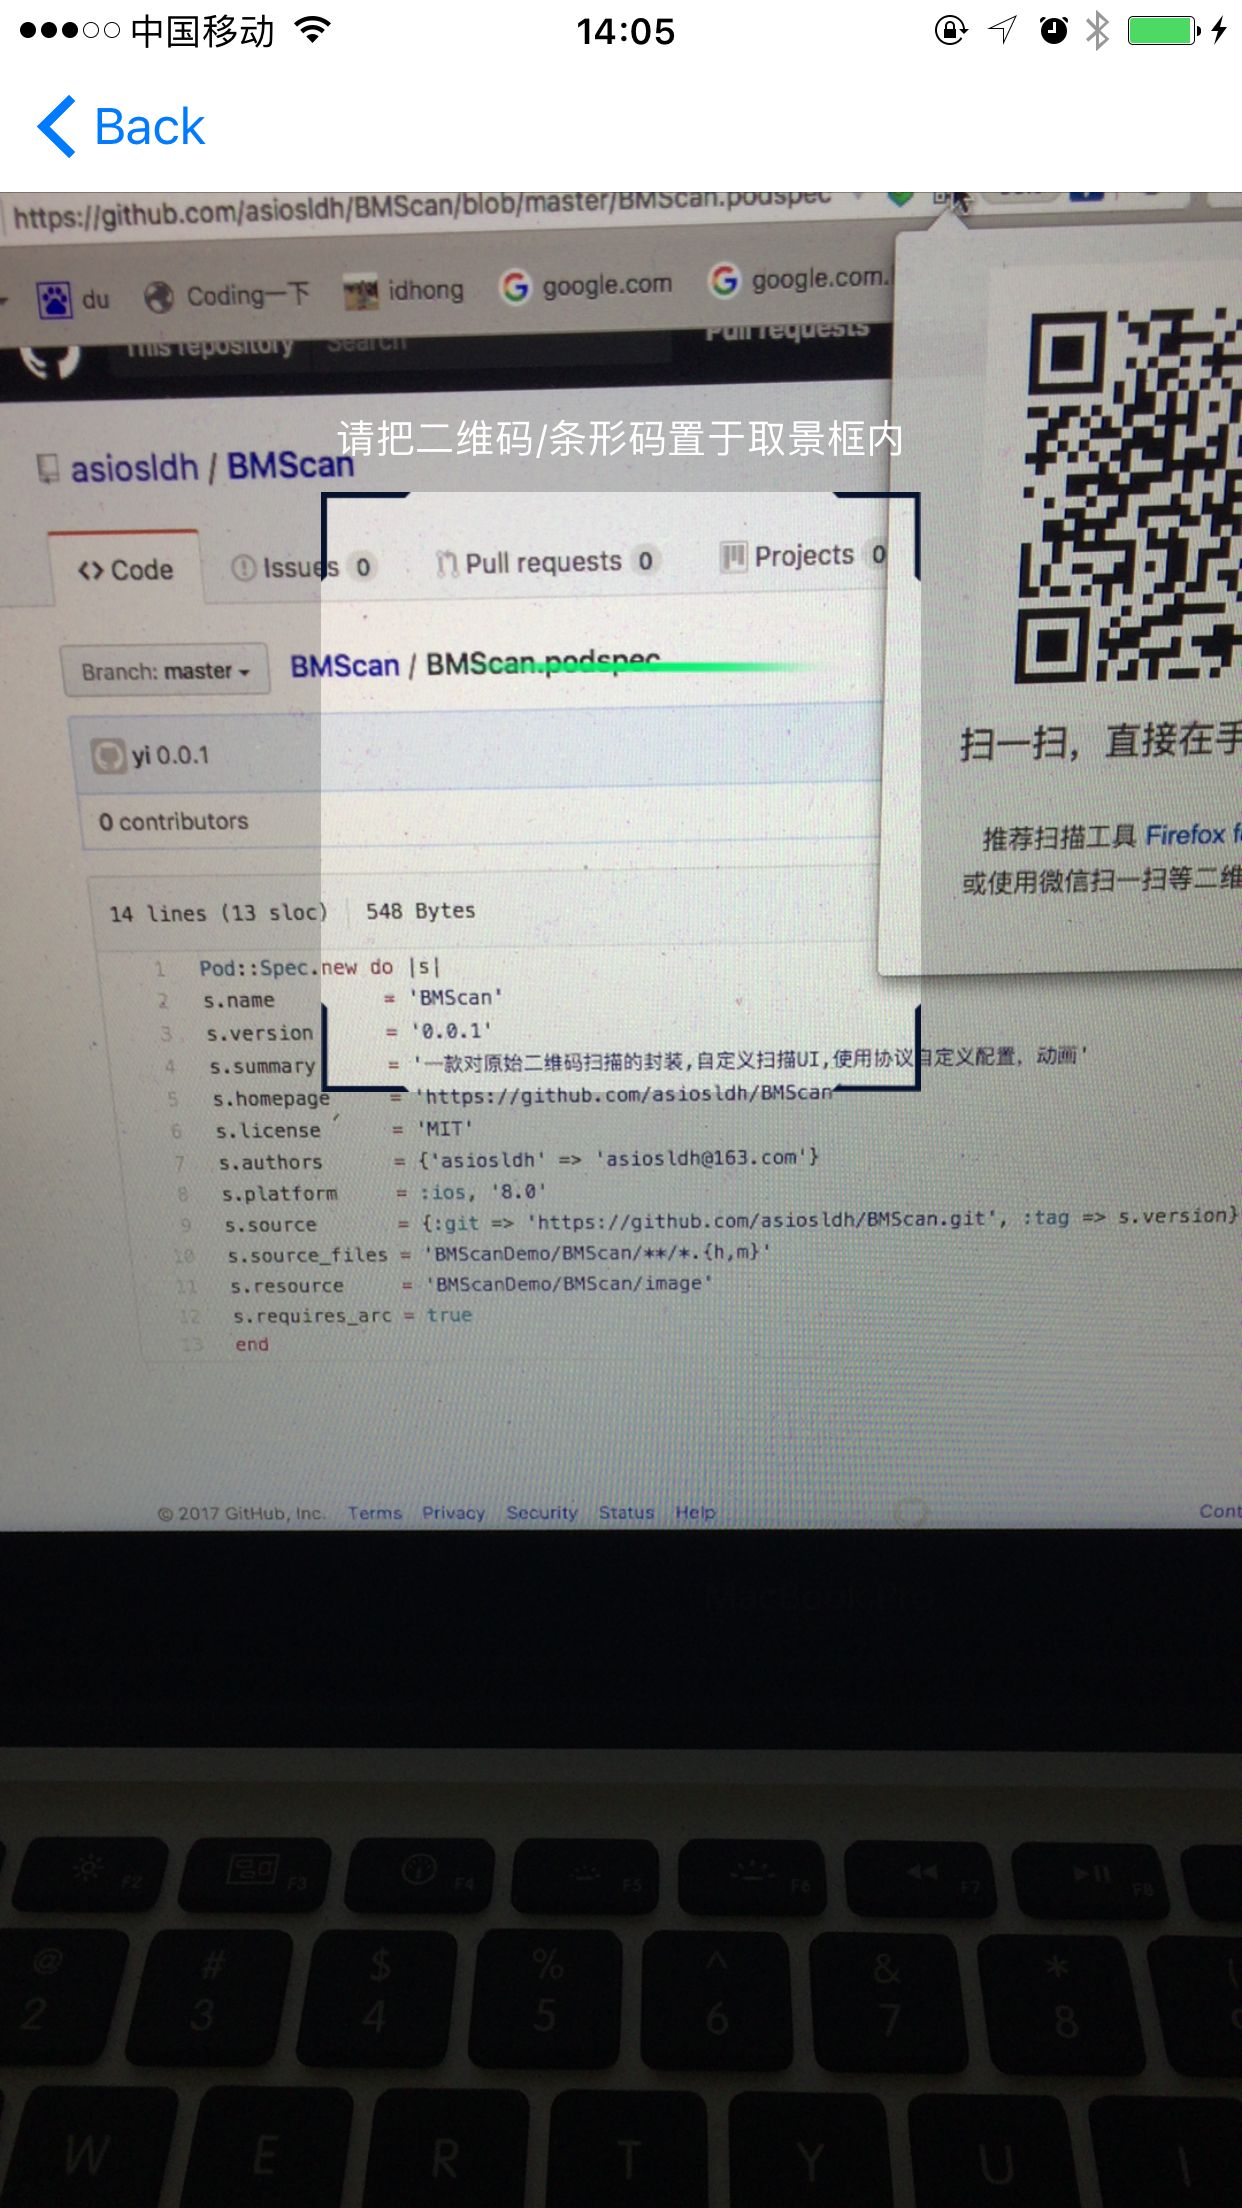 中国移动
14:05
Back
https://github.com/asiosldh/BMScan/blob/master/BMScan.podspec
du
Coding一下
idhong
google.com
google.com.
This repository
Search
Pull requests
请把二维码/条形码置于取景框内
asiosldh / BMScan
<> Code
Issues 0
Pull requests 0
Projects 0
Branch: master
BMScan / BMScan.podspec
扫一扫，直接在手
yi 0.0.1
0 contributors
推荐扫描工具 Firefox f
或使用微信扫一扫等二维
14 lines (13 sloc)
548 Bytes
1 Pod::Spec.new do |s|
2 s.name = 'BMScan'
3 s.version = '0.0.1'
4 s.summary = '一款对原始二维码扫描的封装,自定义扫描UI,使用协议自定义配置，动画'
5 s.homepage = 'https://github.com/asiosldh/BMScan
6 s.license = 'MIT'
7 s.authors = {'asiosldh' => 'asiosldh@163.com'}
8 s.platform = :ios, '8.0'
9 s.source = {:git => 'https://github.com/asiosldh/BMScan.git', :tag => s.version}
10 s.source_files = 'BMScanDemo/BMScan/**/*.{h,m}'
11 s.resource = 'BMScanDemo/BMScan/image'
12 s.requires_arc = true
13 end
© 2017 GitHub, Inc. Terms Privacy Security Status Help
Cont
MacBook Pro
F2 F3 F4 F5 F6 F7 F8
@ # $ % ^ & *
2 3 4 5 6 7 8
W E R T Y U I